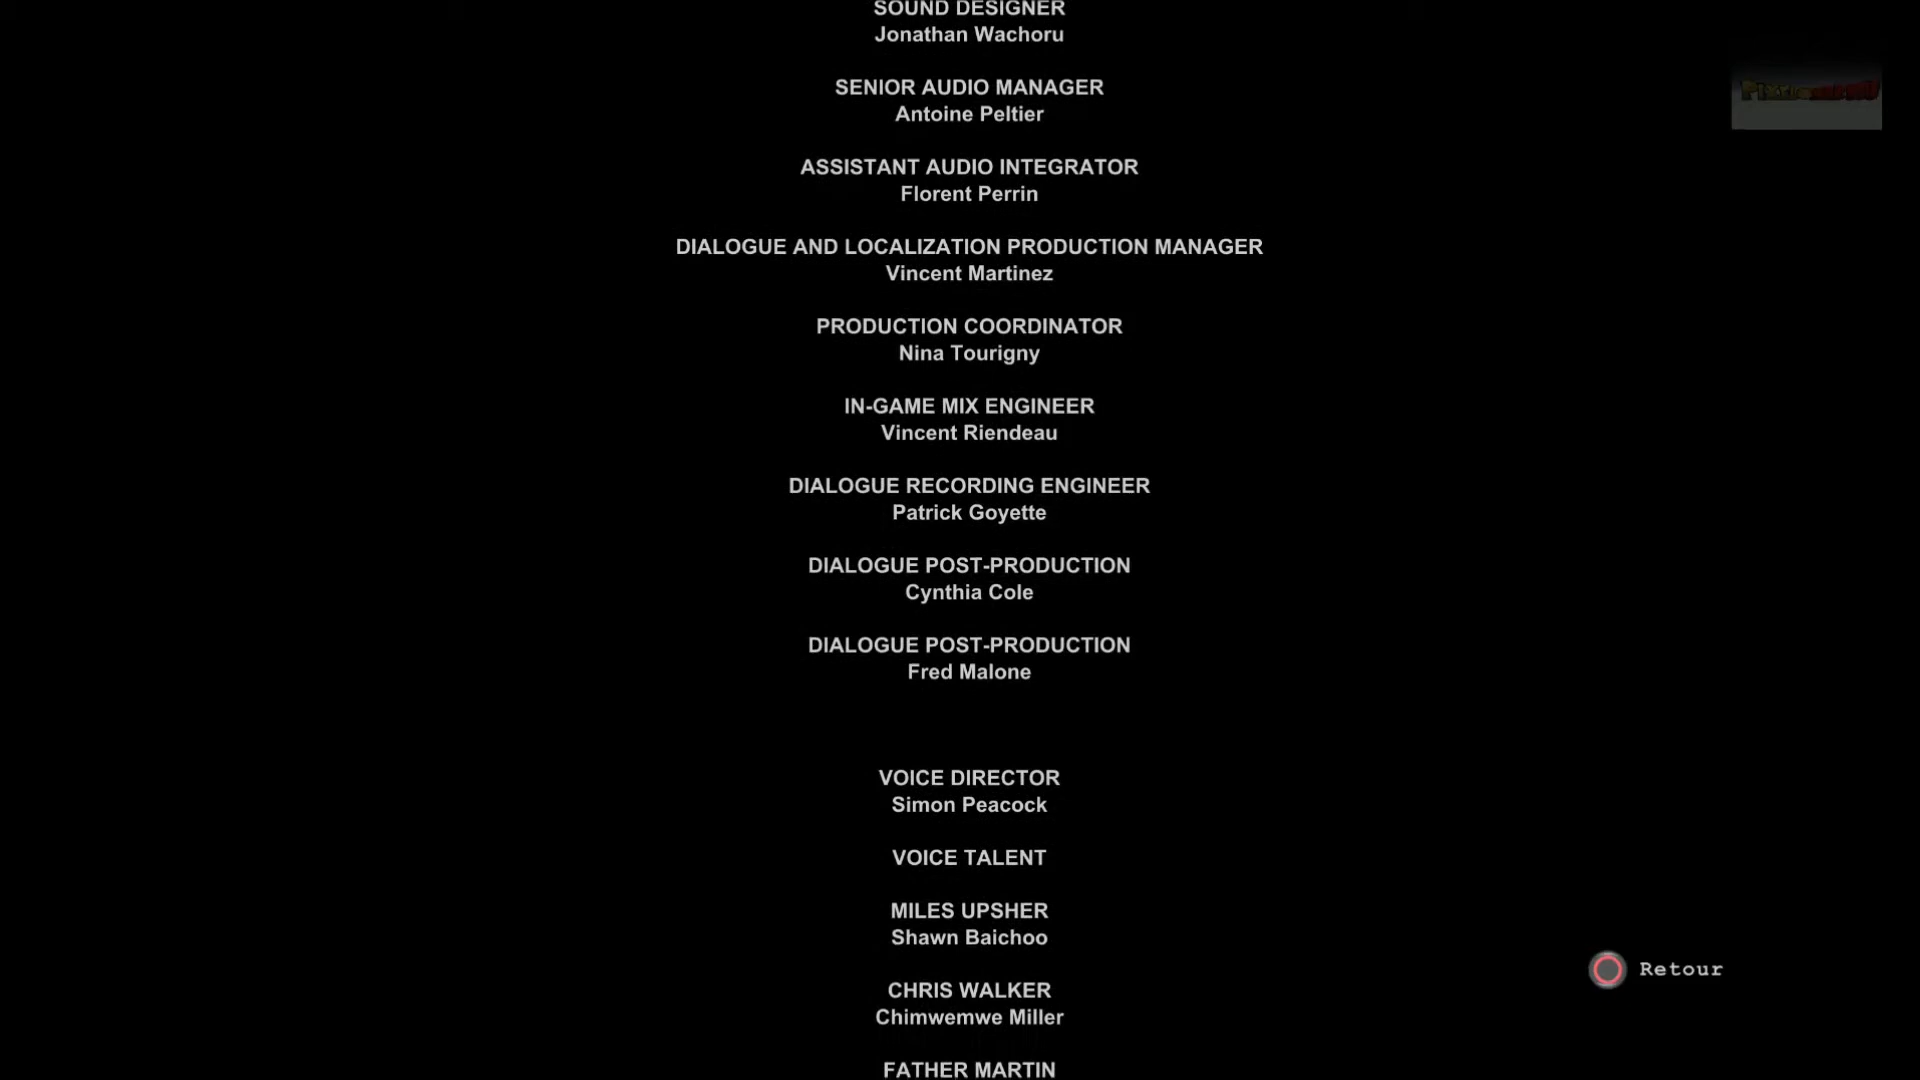 SOUND DESIGNER
Jonathan Wachoru
SENIOR AUDIO MANAGER
Antoine Peltier
ASSISTANT AUDIO INTEGRATOR
Florent Perrin
DIALOGUE AND LOCALIZATION PRODUCTION MANAGER
Vincent Martinez
PRODUCTION COORDINATOR
Nina Tourigny
IN-GAME MIX ENGINEER
Vincent Riendeau
DIALOGUE RECORDING ENGINEER
Patrick Goyette
DIALOGUE POST-PRODUCTION
Cynthia Cole
DIALOGUE POST-PRODUCTION
Fred Malone
VOICE DIRECTOR
Simon Peacock
VOICE TALENT
MILES UPSHER
Shawn Baichoo
CHRIS WALKER
Chimwemwe Miller
Retour
FATHER MARTIN